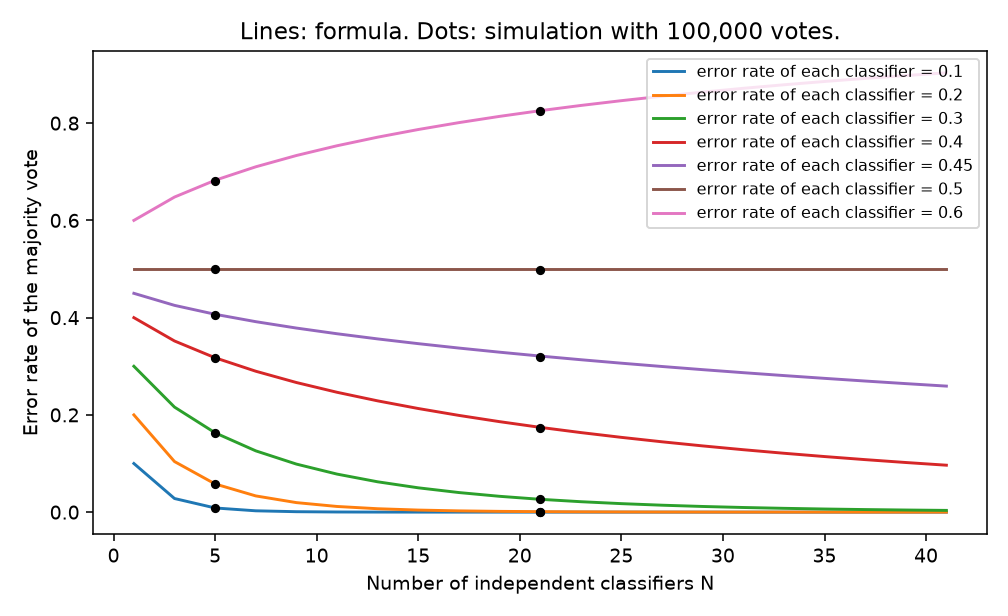 Lines: formula. Dots: simulation with 100,000 votes.
error rate of each classifier = 0.1
error rate of each classifier = 0.2
error rate of each classifier = 0.3
error rate of each classifier = 0.4
error rate of each classifier = 0.45
error rate of each classifier = 0.5
error rate of each classifier = 0.6
Error rate of the majority vote
0.8
0.6
0.4
0.2
0.0
0 5 10 15 20 25 30 35 40
Number of independent classifiers N